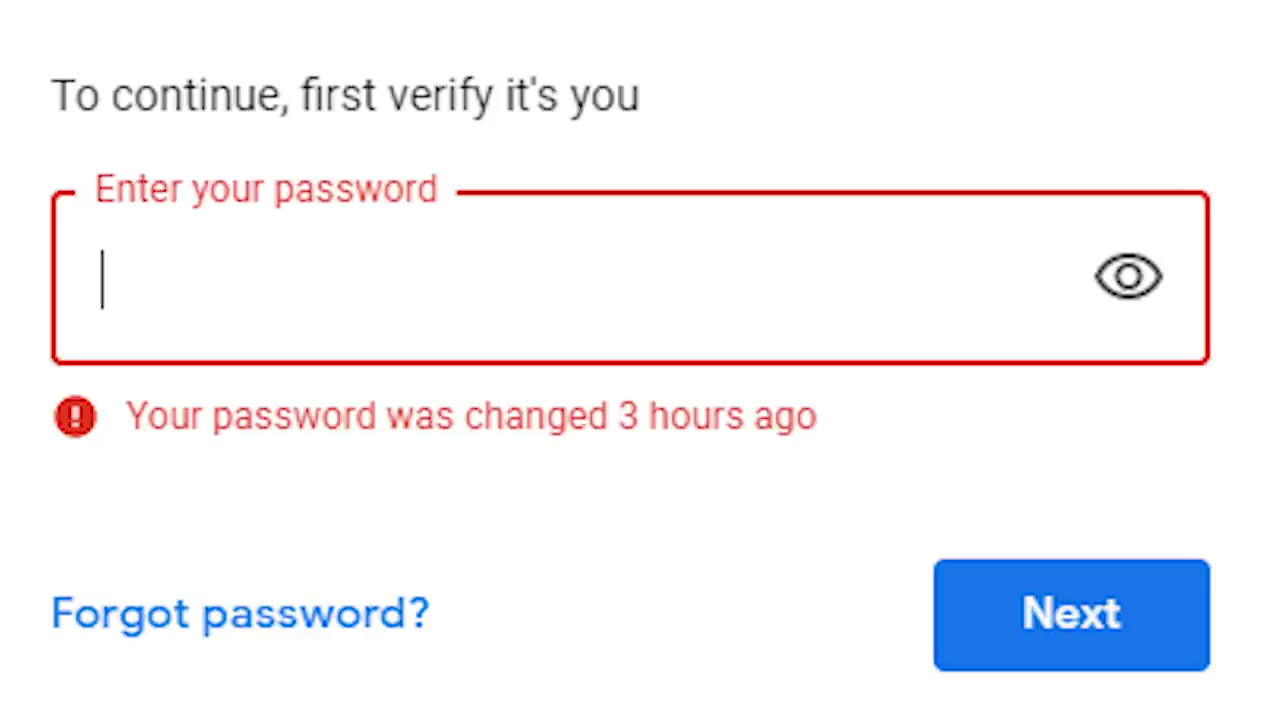 To continue, first verify it's you
Enter your password
Your password was changed 3 hours ago
Forgot password?
Next